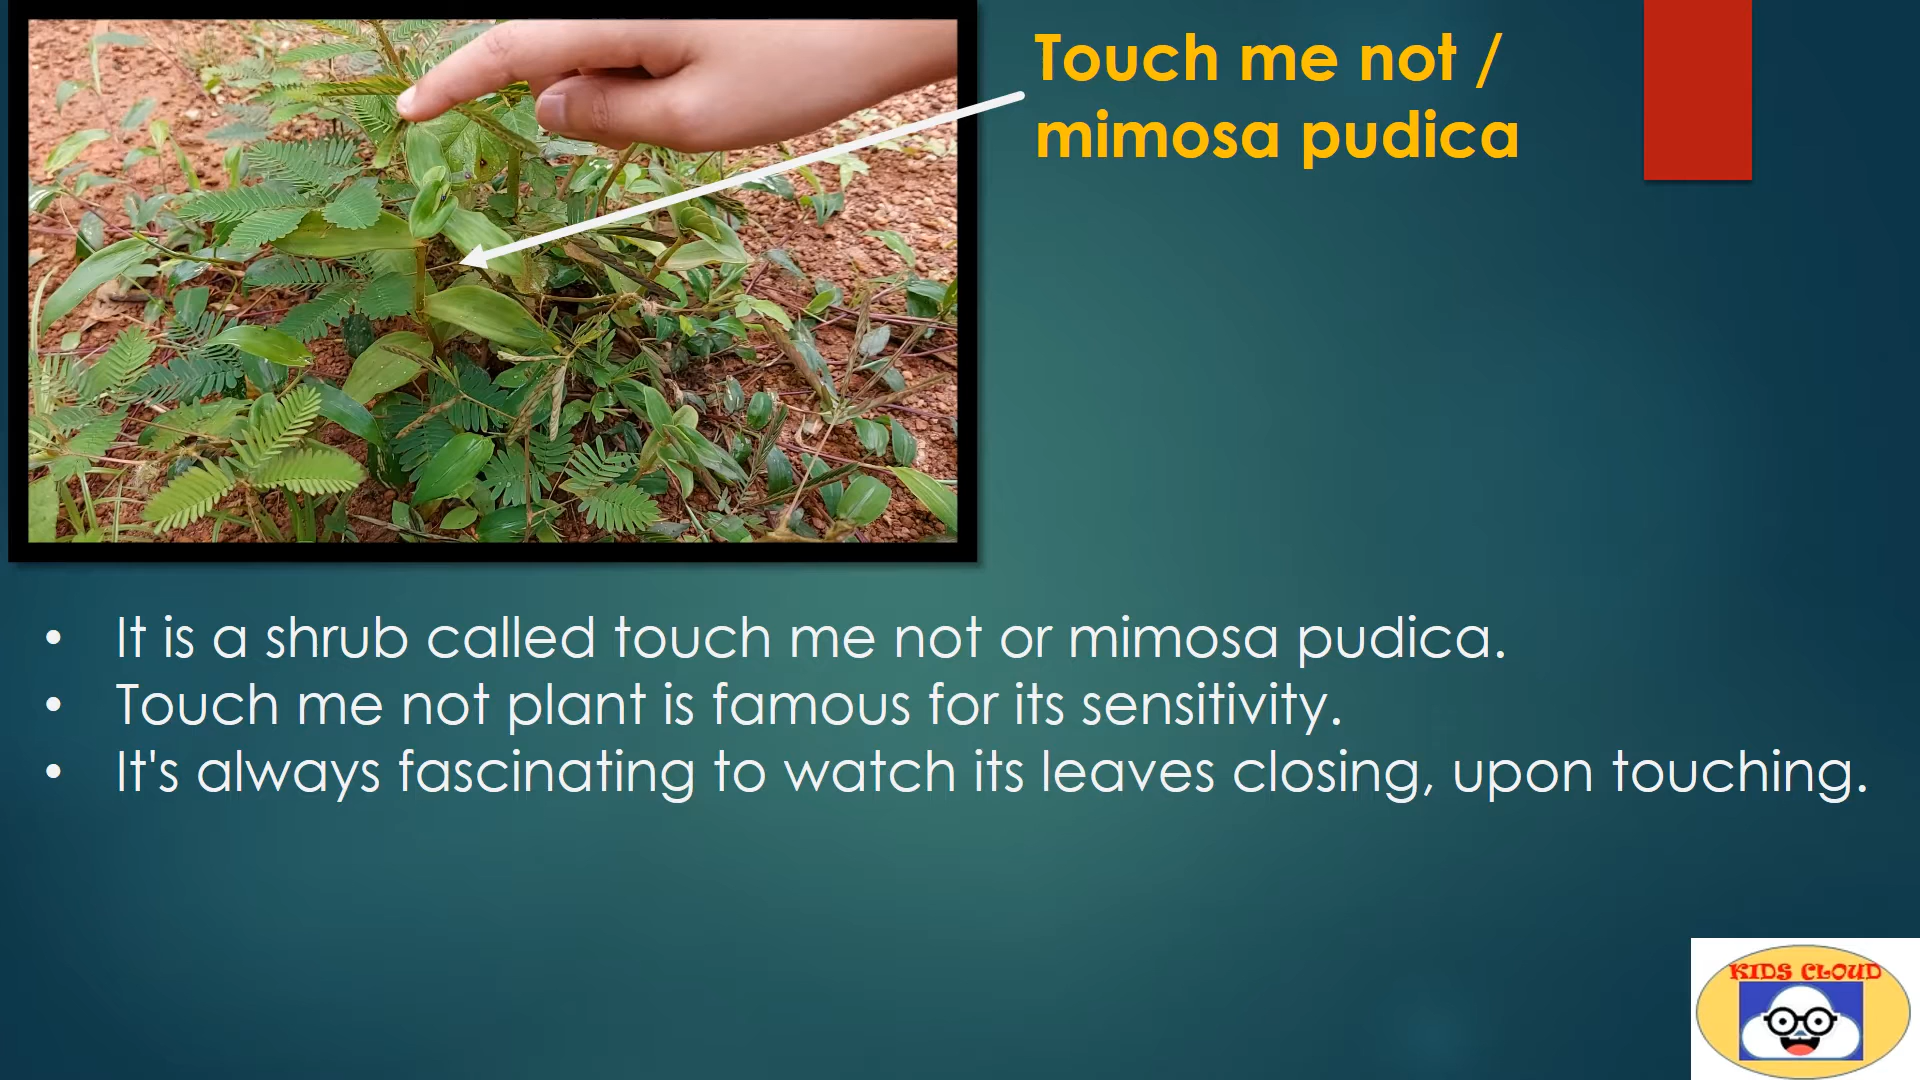 Touch me not /
mimosa pudica
• It is a shrub called touch me not or mimosa pudica.
• Touch me not plant is famous for its sensitivity.
• It's always fascinating to watch its leaves closing, upon touching.
KIDS CLOUD